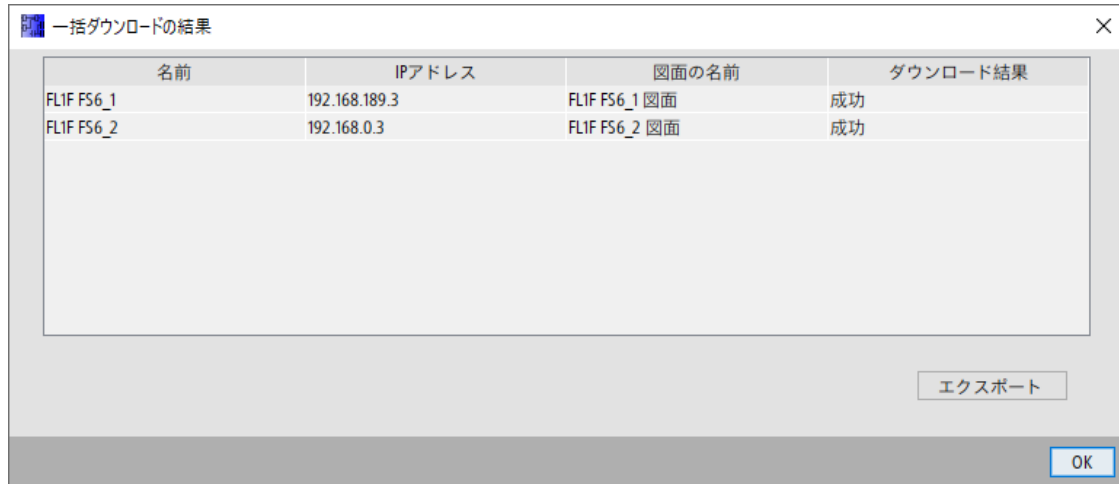 一括ダウンロードの結果
名前 IPアドレス 図面の名前 ダウンロード結果
FL1F FS6_1 192.168.189.3 FL1F FS6_1 図面 成功
FL1F FS6_2 192.168.0.3 FL1F FS6_2 図面 成功
エクスポート
OK